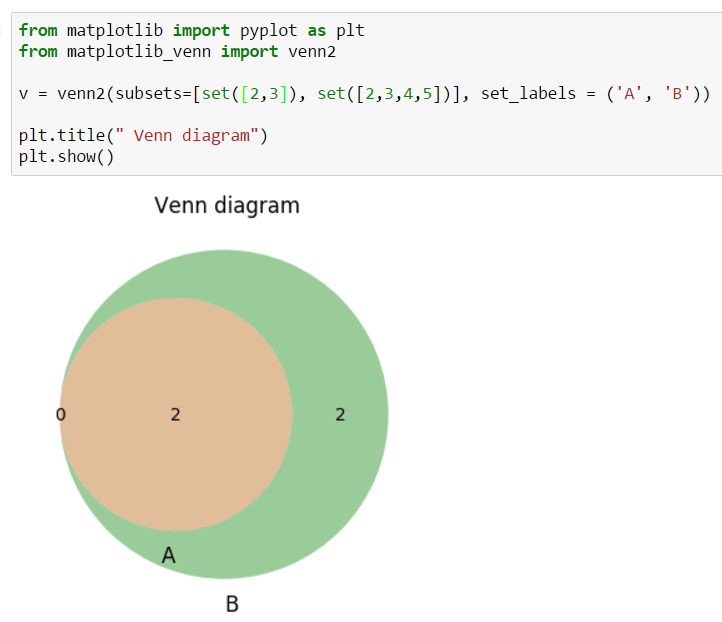 from matplotlib import pyplot as plt
from matplotlib_venn import venn2
v = venn2(subsets=[set([2,3]), set([2,3,4,5])], set_labels = ('A', 'B'))
plt.title(" Venn diagram")
plt.show()
Venn diagram
0 2 2
A
B